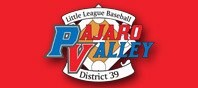 Little League Baseball
PAJARO
VALLEY
District 39